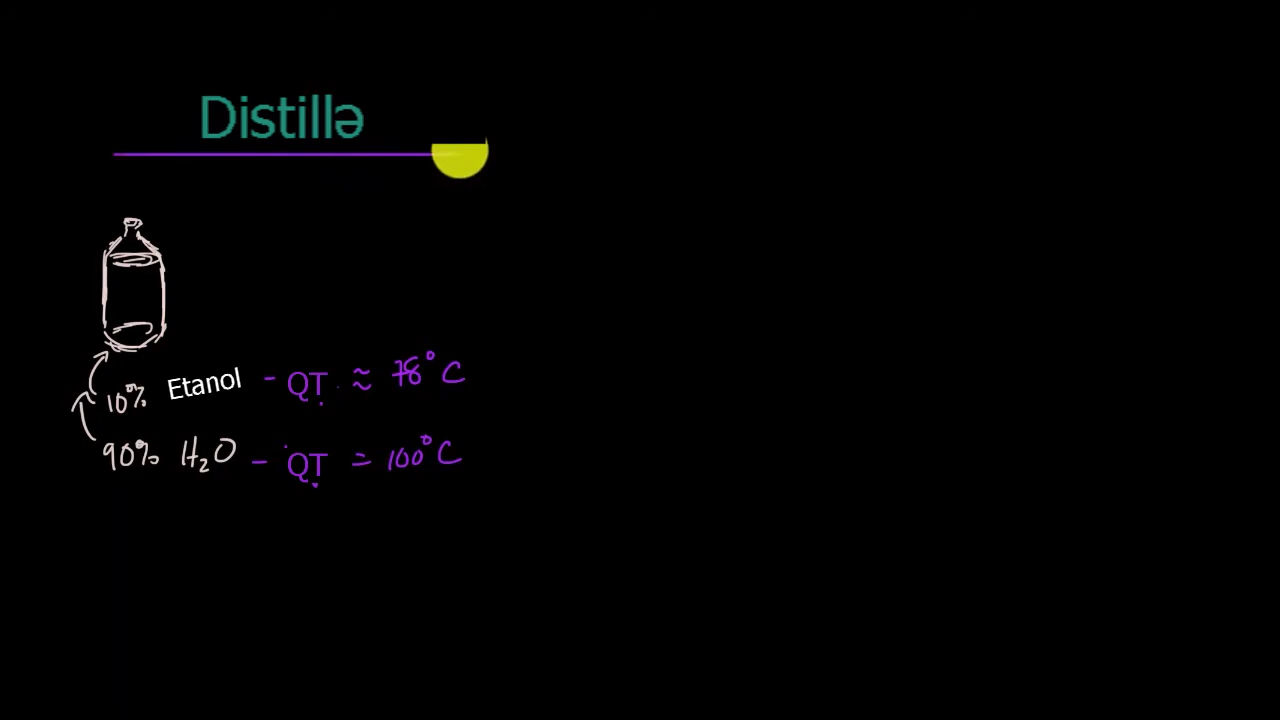 Distillə
10% Etanol - QT ≈ 78°C
90% H₂O - QT = 100°C